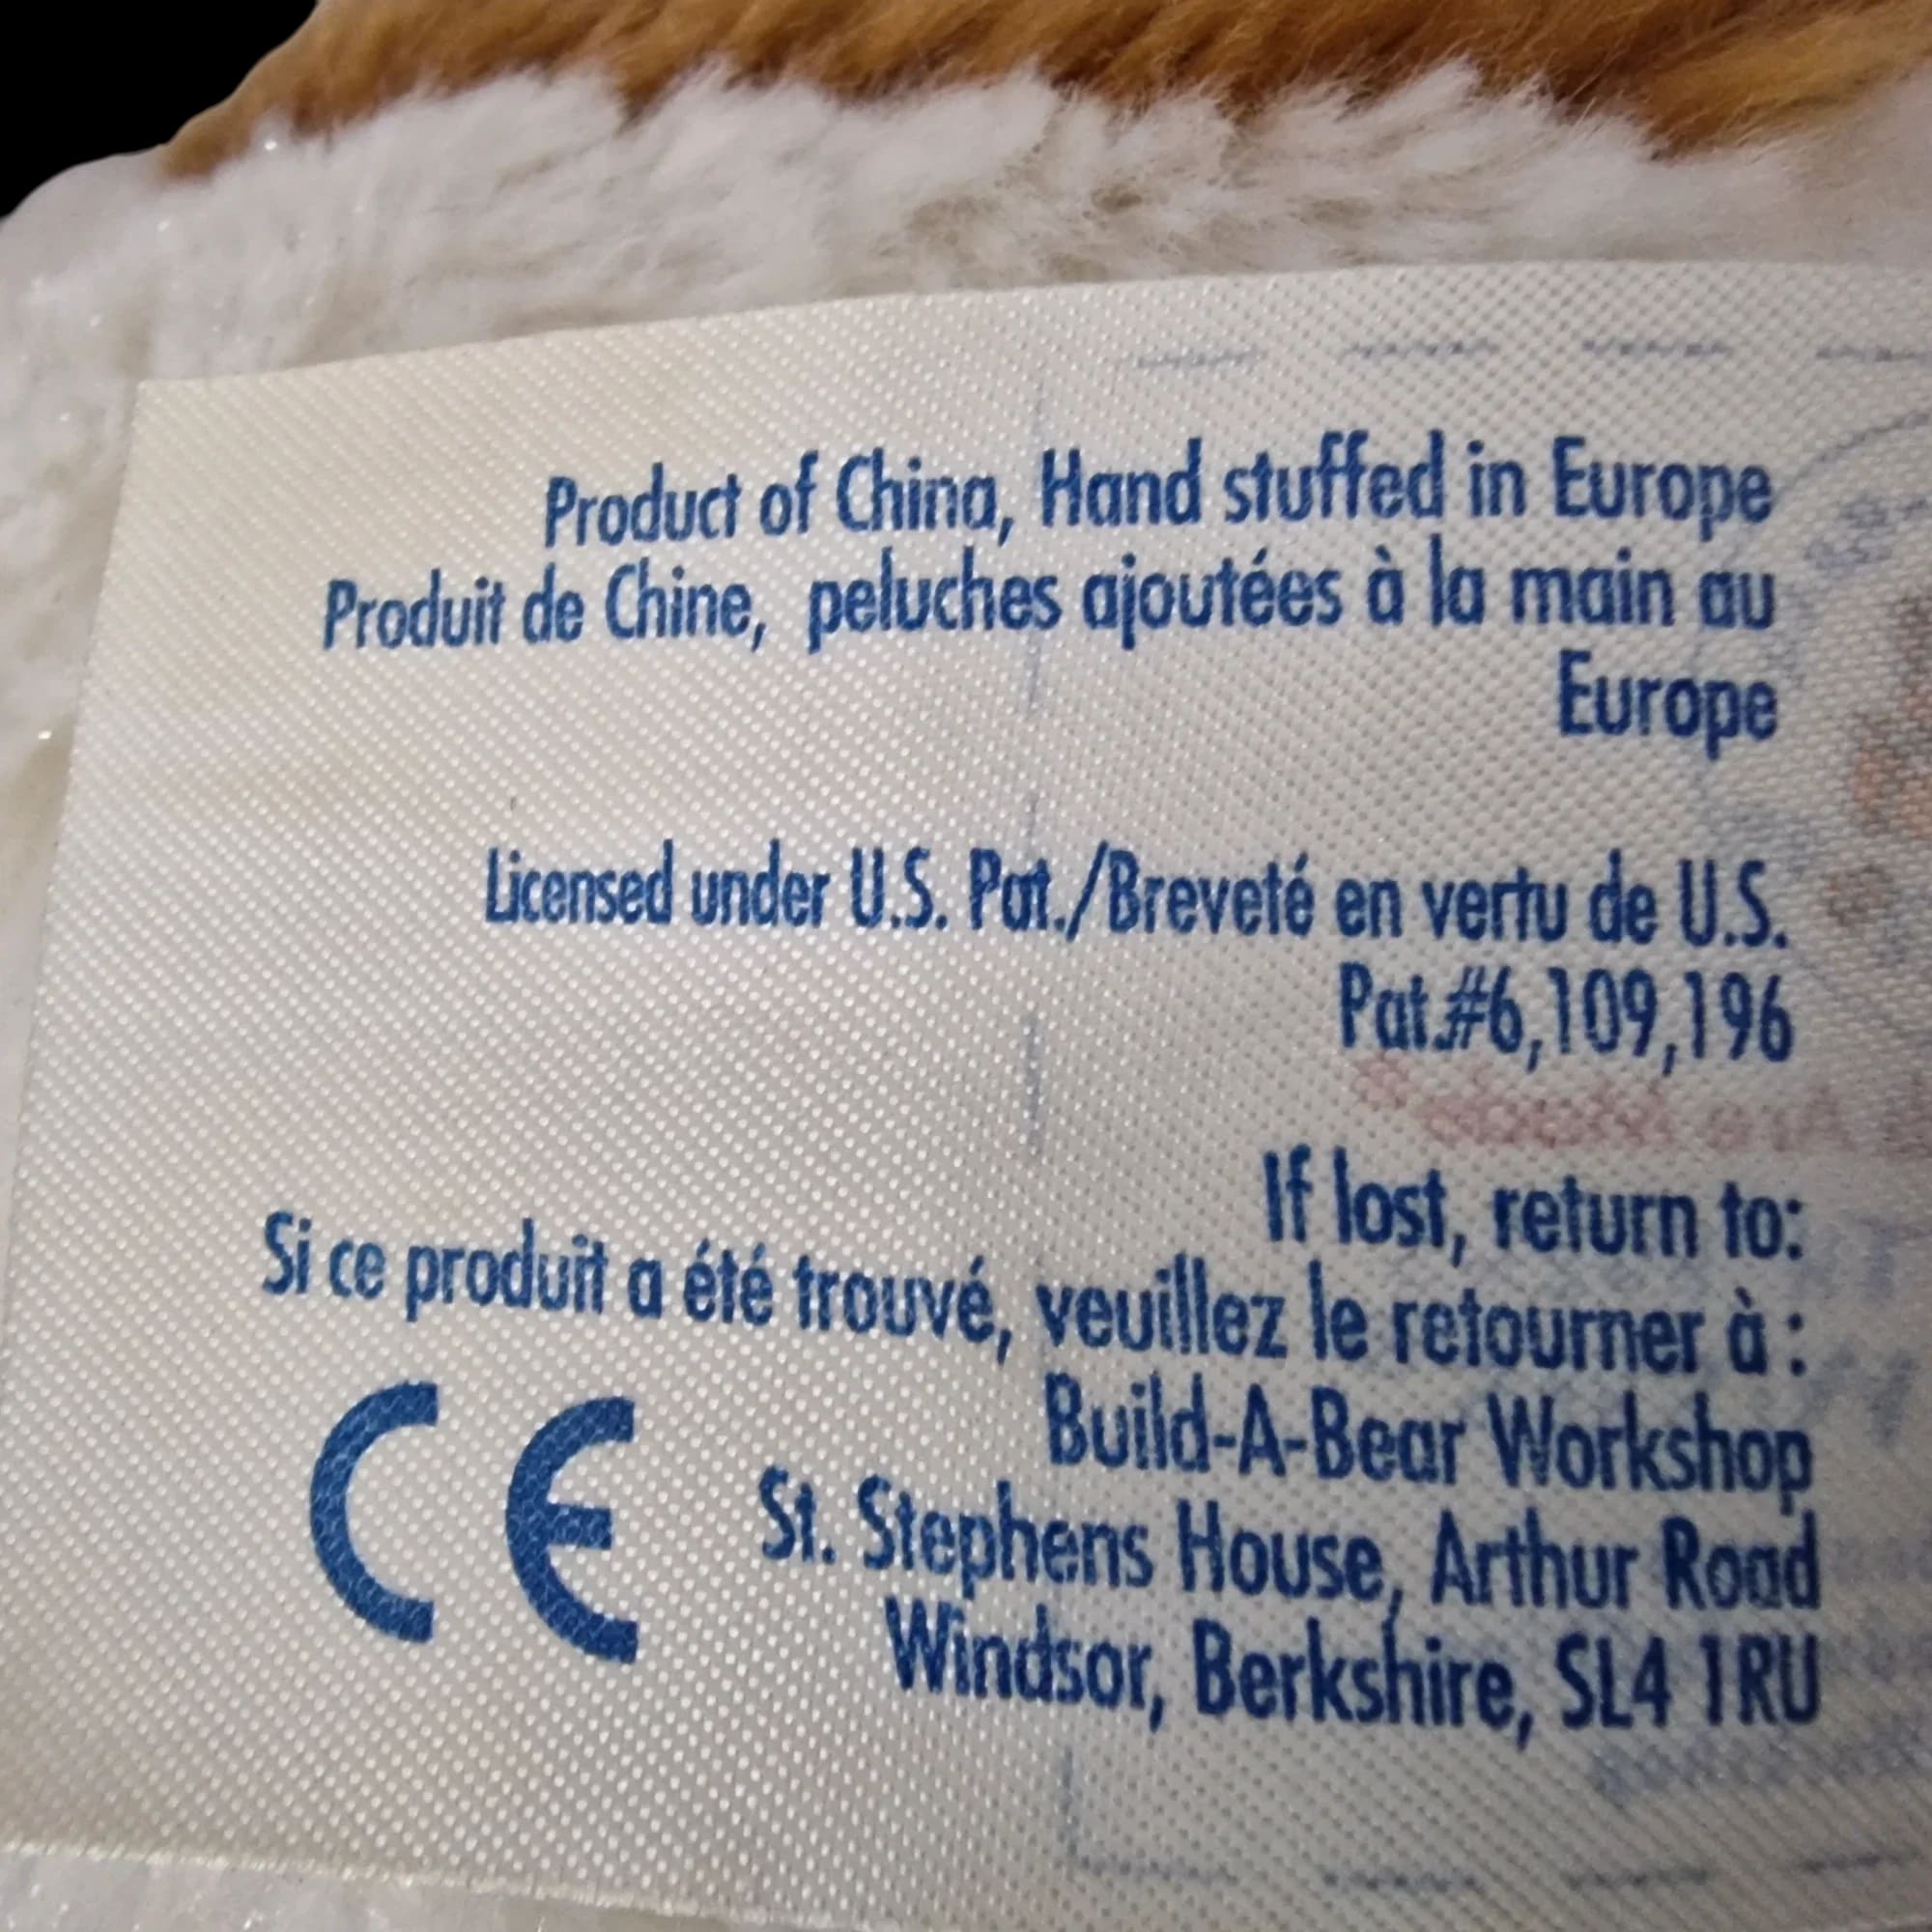 Product of China, Hand stuffed in Europe
Produit de Chine, peluches ajoutées à la main au
Europe
Licensed under U.S. Pat./Breveté en vertu de U.S.
Pat.#6,109,196
If lost, return to:
Si ce produit a été trouvé, veuillez le retourner à :
Build-A-Bear Workshop
St. Stephens House, Arthur Road
Windsor, Berkshire, SL4 1RU
CE